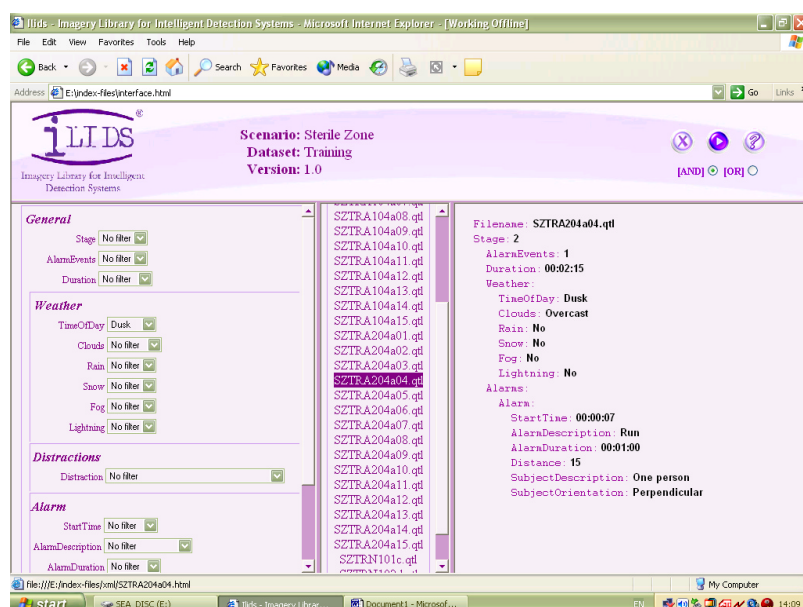 Ilids - Imagery Library for Intelligent Detection Systems - Microsoft Internet Explorer - [Working Offline]
File Edit View Favorites Tools Help
Back Search Favorites Media
Address E:\index-files\interface.html Go Links
iLIDS ®
Imagery Library for Intelligent
Detection Systems
Scenario: Sterile Zone
Dataset: Training
Version: 1.0
[AND] [OR]
General
Stage No filter
AlarmEvents No filter
Duration No filter
Weather
TimeOfDay Dusk
Clouds No filter
Rain No filter
Snow No filter
Fog No filter
Lightning No filter
Distractions
Distraction No filter
Alarm
StartTime No filter
AlarmDescription No filter
AlarmDuration No filter
SZTRA104a08.qtl
SZTRA104a09.qtl
SZTRA104a10.qtl
SZTRA104a11.qtl
SZTRA104a12.qtl
SZTRA104a13.qtl
SZTRA104a14.qtl
SZTRA104a15.qtl
SZTRA204a01.qtl
SZTRA204a02.qtl
SZTRA204a03.qtl
SZTRA204a04.qtl
SZTRA204a05.qtl
SZTRA204a06.qtl
SZTRA204a07.qtl
SZTRA204a08.qtl
SZTRA204a09.qtl
SZTRA204a10.qtl
SZTRA204a11.qtl
SZTRA204a12.qtl
SZTRA204a13.qtl
SZTRA204a14.qtl
SZTRA204a15.qtl
SZTRN101c.qtl
Filename: SZTRA204a04.qtl
Stage: 2
AlarmEvents: 1
Duration: 00:02:15
Weather:
TimeOfDay: Dusk
Clouds: Overcast
Rain: No
Snow: No
Fog: No
Lightning: No
Alarms:
Alarm:
StartTime: 00:00:07
AlarmDescription: Run
AlarmDuration: 00:01:00
Distance: 15
SubjectDescription: One person
SubjectOrientation: Perpendicular
file:///E:/index-files/xml/SZTRA204a04.html My Computer
start SEA_DISC (E:) Ilids - Imagery Librar... Document1 - Microsof... EN 14:09